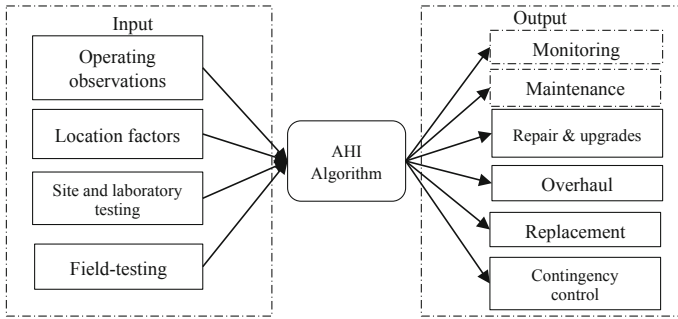 Input
Operating
observations
Location factors
Site and laboratory
testing
Field-testing
AHI
Algorithm
Output
Monitoring
Maintenance
Repair & upgrades
Overhaul
Replacement
Contingency
control